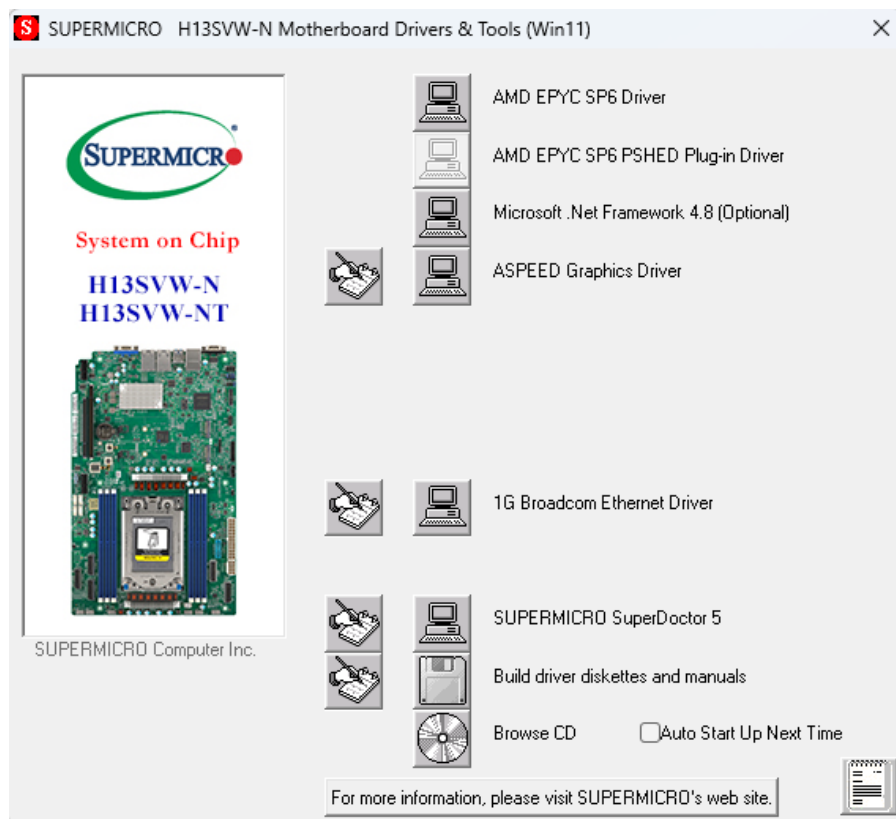 S SUPERMICRO H13SVW-N Motherboard Drivers & Tools (Win11)
SUPERMICR
System on Chip
H13SVW-N
H13SVW-NT
SUPERMICRO Computer Inc.
AMD EPYC SP6 Driver
AMD EPYC SP6 PSHED Plug-in Driver
Microsoft .Net Framework 4.8 (Optional)
ASPEED Graphics Driver
1G Broadcom Ethernet Driver
SUPERMICRO SuperDoctor 5
Build driver diskettes and manuals
Browse CD Auto Start Up Next Time
For more information, please visit SUPERMICRO's web site.